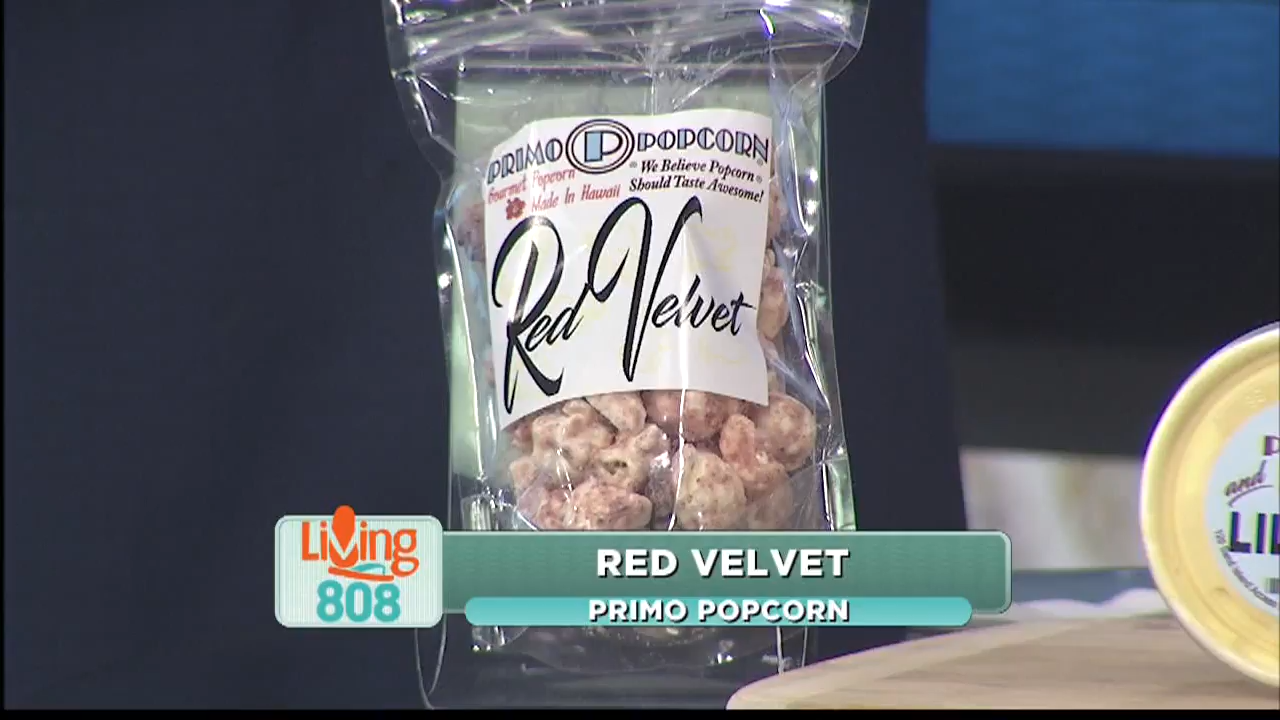 PRIMO P POPCORN
Gourmet Popcorn
Made In Hawaii
We Believe Popcorn
Should Taste Awesome!
Red Velvet
and
Living
808
RED VELVET
PRIMO POPCORN